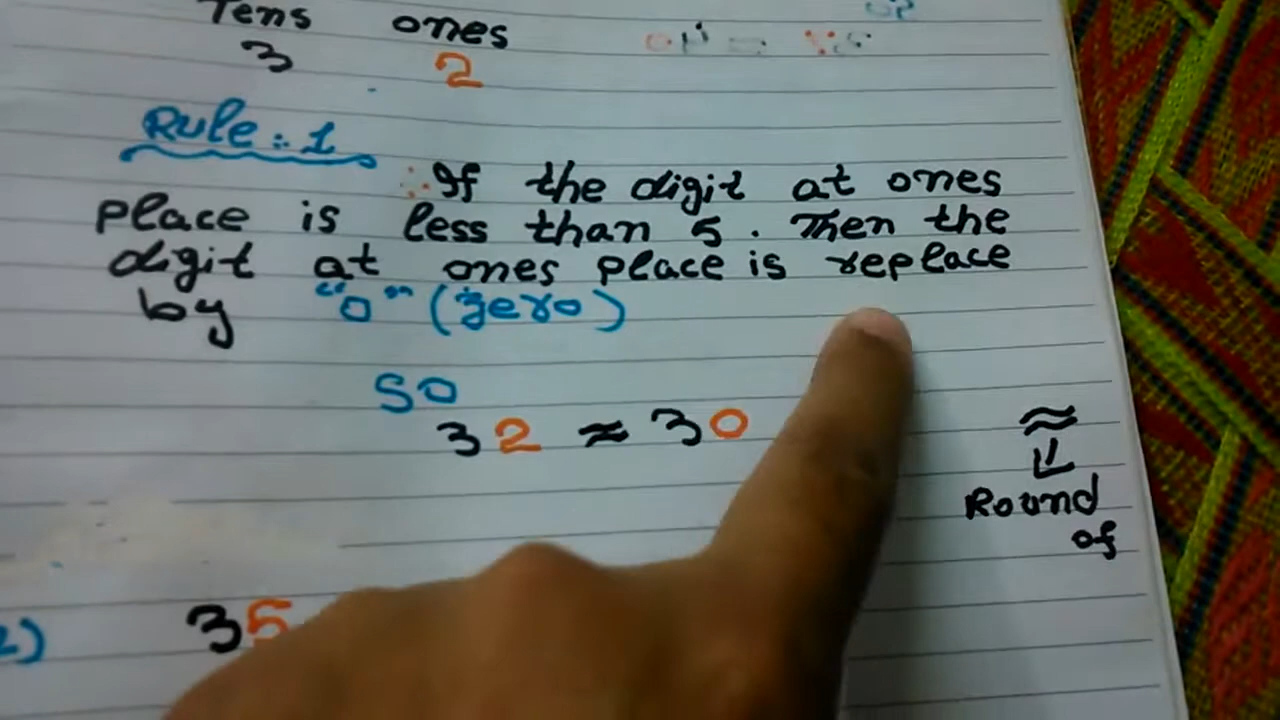 Tens ones
3 2
Rule:1
If the digit at ones
place is less than 5. Then the
digit at ones place is replace
by "0" (zero)
so
32 ≈ 30
≈
Round
of
2) 35